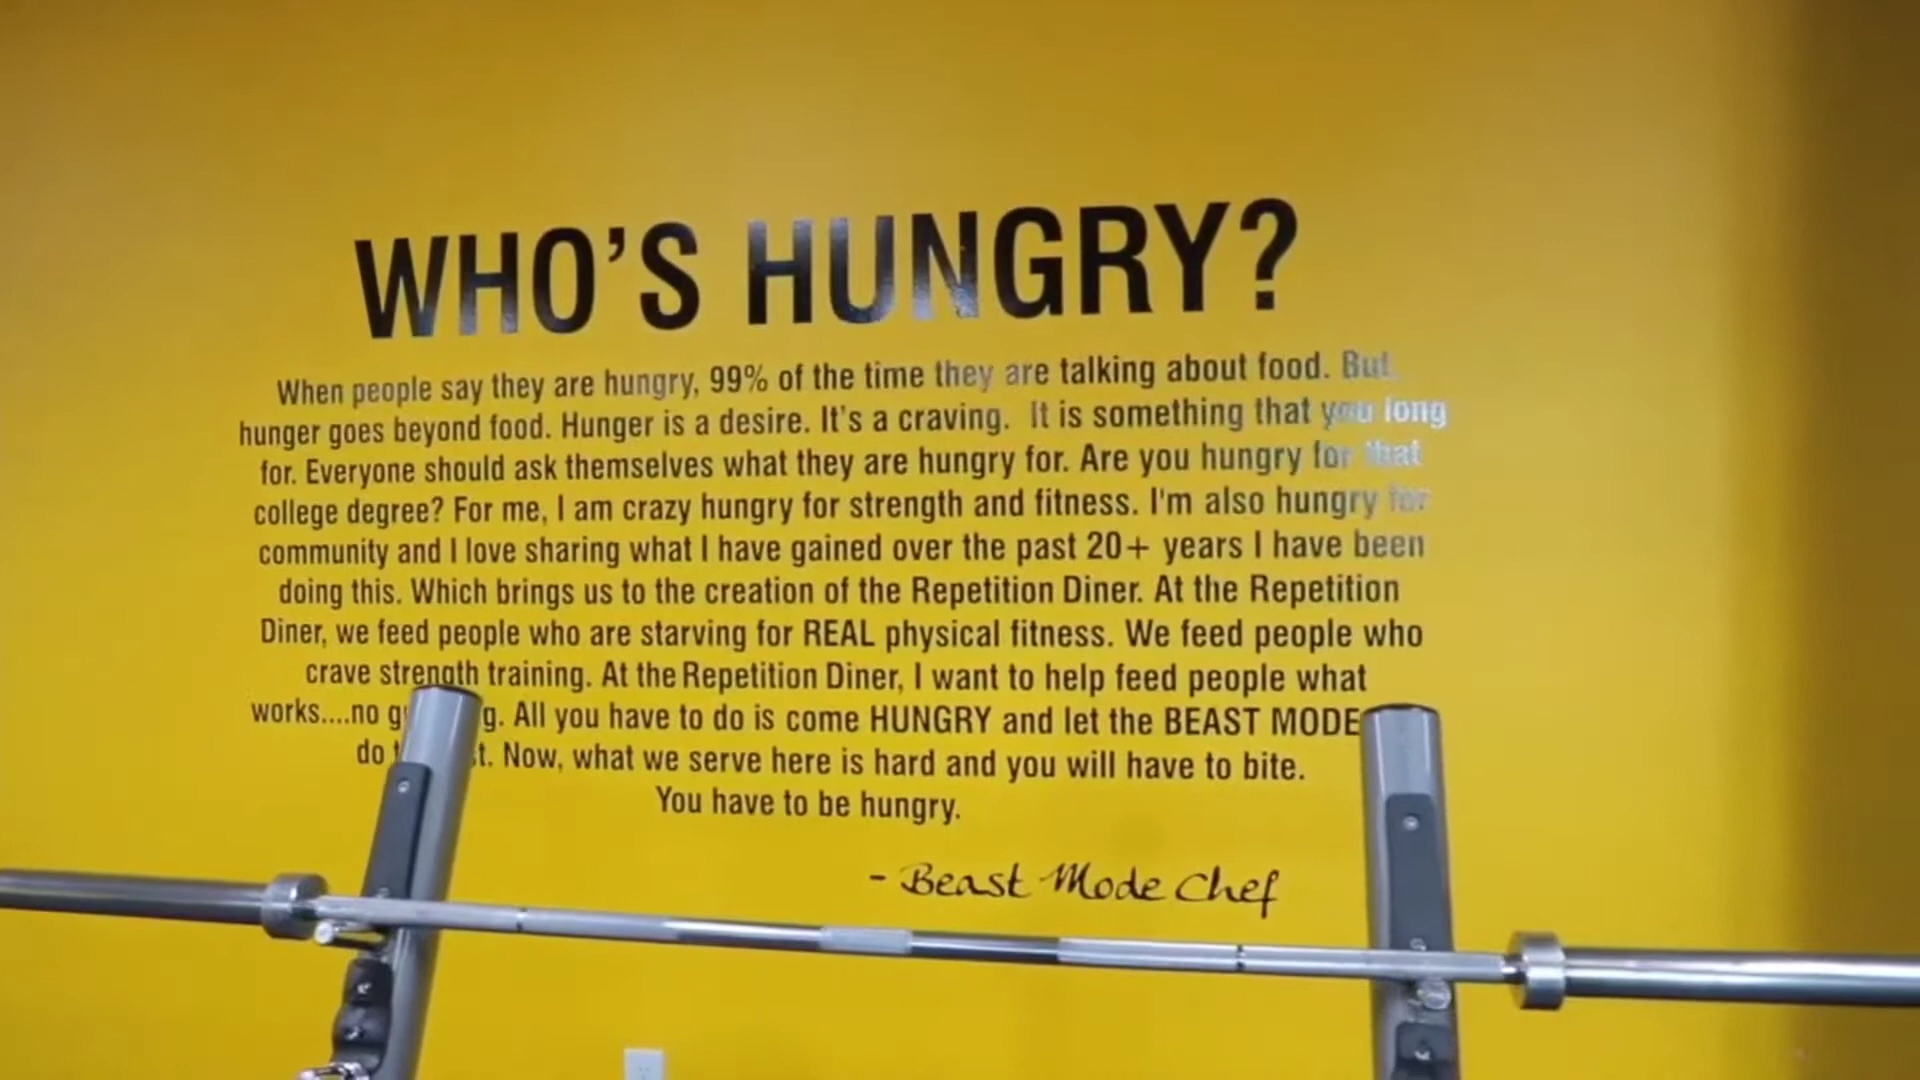 WHO'S HUNGRY?
When people say they are hungry, 99% of the time they are talking about food. But
hunger goes beyond food. Hunger is a desire. It's a craving. It is something that you long
for. Everyone should ask themselves what they are hungry for. Are you hungry for that
college degree? For me, I am crazy hungry for strength and fitness. I'm also hungry for
community and I love sharing what I have gained over the past 20+ years I have been
doing this. Which brings us to the creation of the Repetition Diner. At the Repetition
Diner, we feed people who are starving for REAL physical fitness. We feed people who
crave strength training. At the Repetition Diner, I want to help feed people what
works....no All you have to do is come HUNGRY and let the BEAST MODE
do Now, what we serve here is hard and you will have to bite.
You have to be hungry.
- Beast Mode Chef